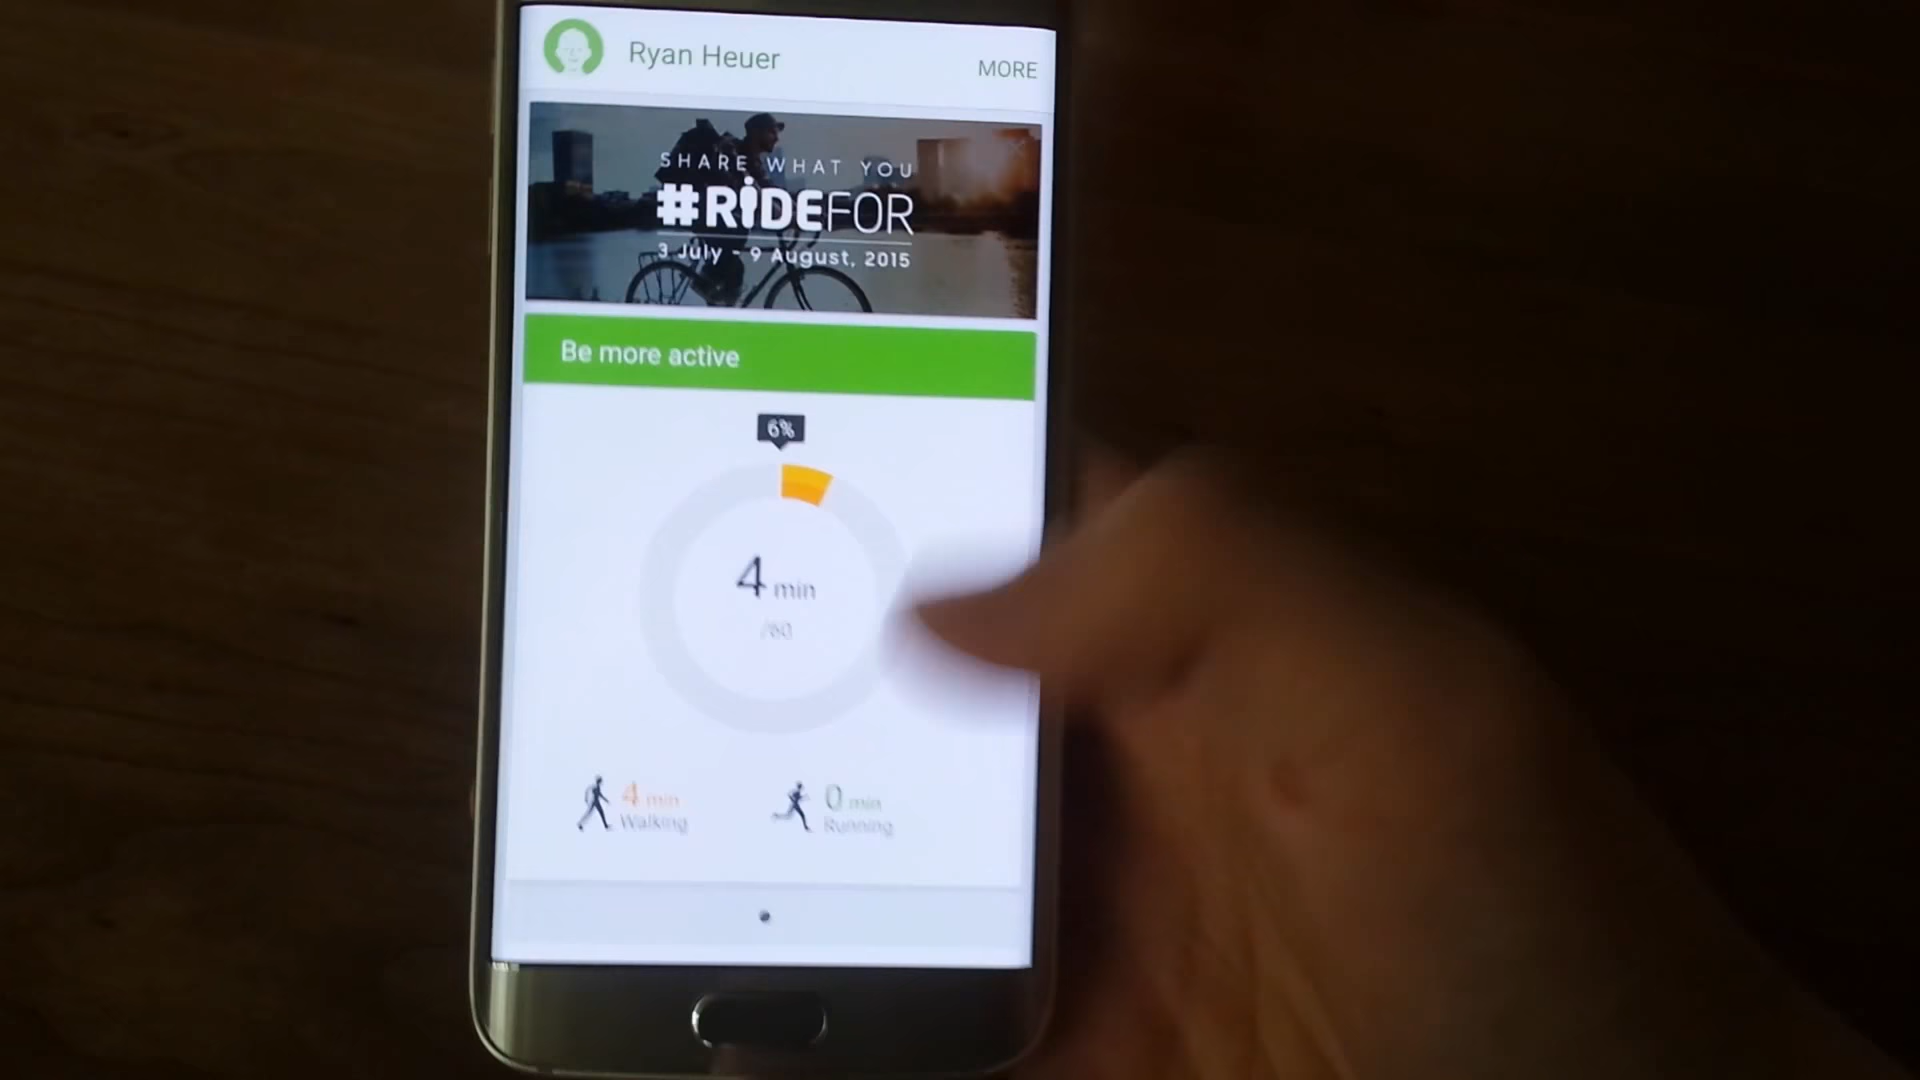 Ryan Heuer
MORE
SHARE WHAT YOU
#RIDEFOR
3 July - 9 August, 2015
Be more active
6%
4 min
/60
4 min
Walking
0 min
Running